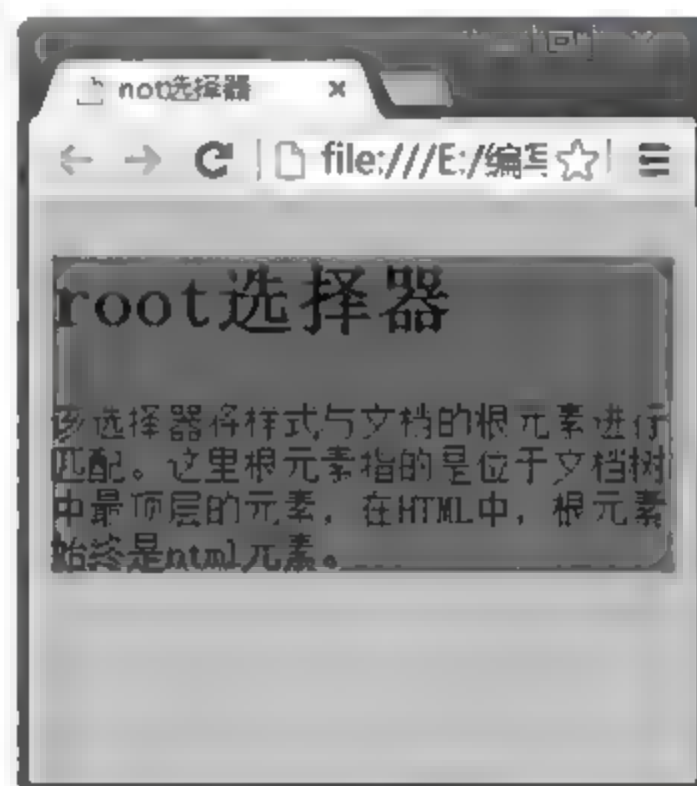 not选择器
file:///E:/编写
root选择器
该选择器将样式与文档的根元素进行
匹配。这里根元素指的是位于文档树
中最顶层的元素，在HTML中，根元素
始终是html元素。